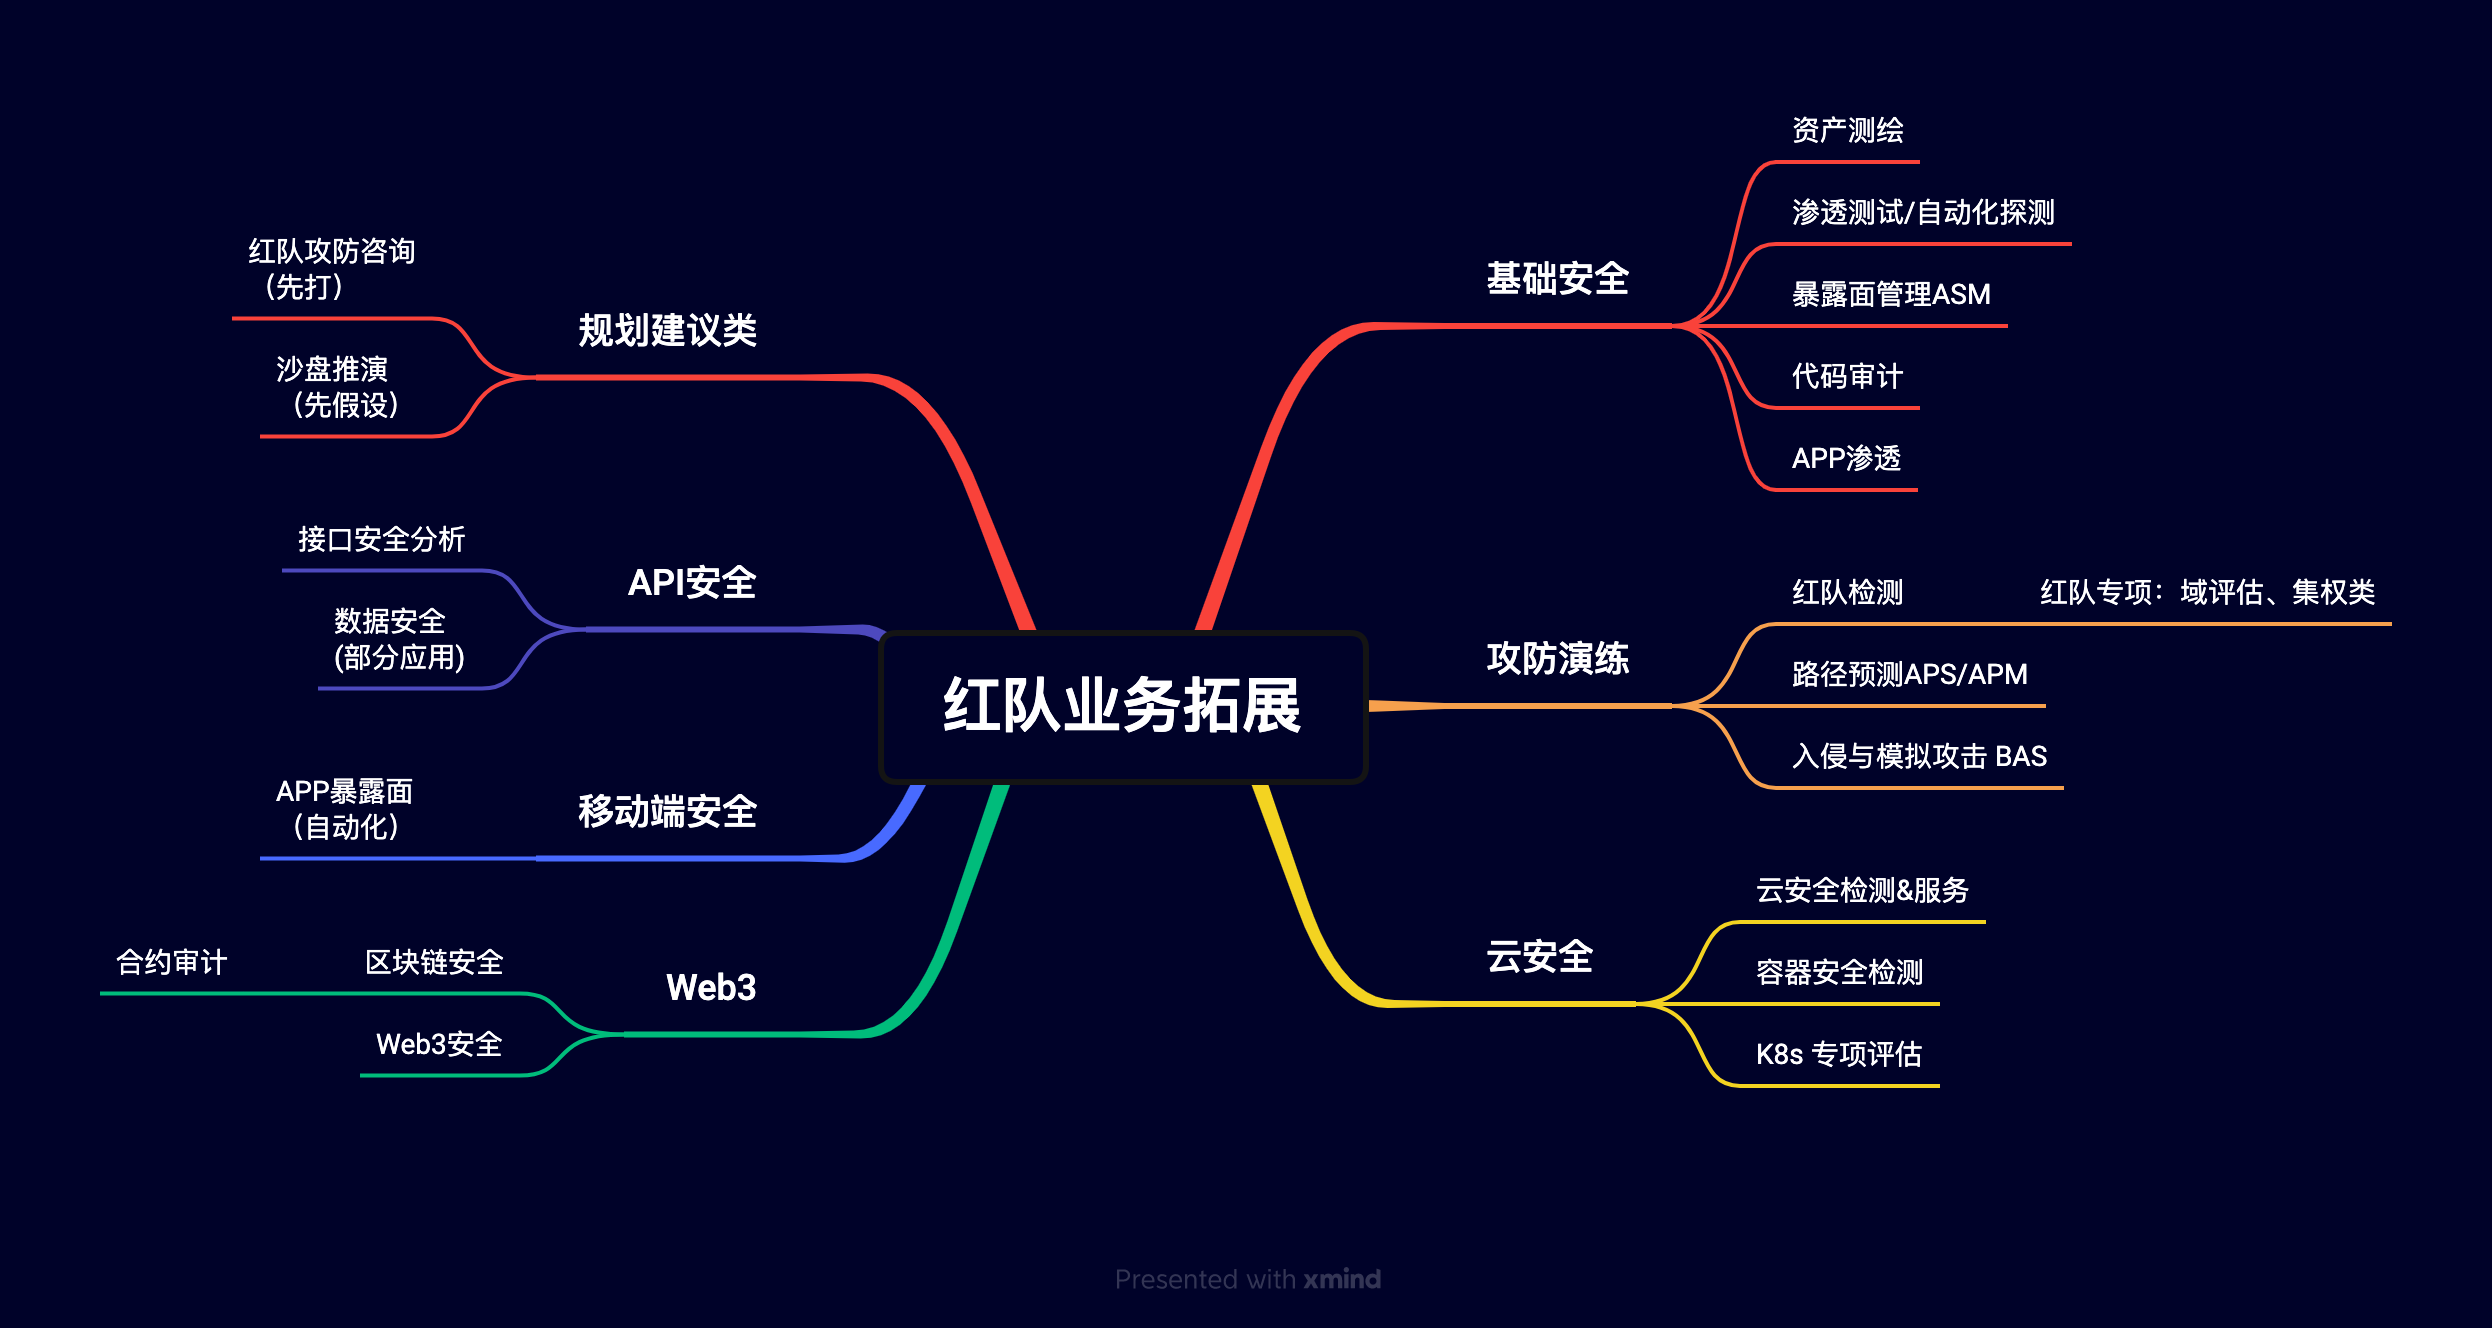 红队业务拓展
基础安全
资产测绘
渗透测试/自动化探测
暴露面管理ASM
代码审计
APP渗透
攻防演练
红队检测
红队专项：域评估、集权类
路径预测APS/APM
入侵与模拟攻击 BAS
云安全
云安全检测&服务
容器安全检测
K8s 专项评估
规划建议类
红队攻防咨询
（先打）
沙盘推演
（先假设）
API安全
接口安全分析
数据安全
(部分应用)
移动端安全
APP暴露面
（自动化）
Web3
区块链安全
合约审计
Web3安全
Presented with xmind